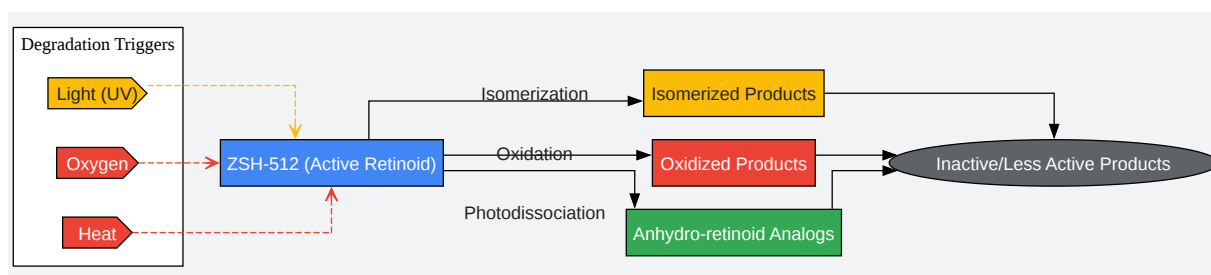 Degradation Triggers
Light (UV)
Oxygen
Heat
ZSH-512 (Active Retinoid)
Isomerization
Oxidation
Photodissociation
Isomerized Products
Oxidized Products
Anhydro-retinoid Analogs
Inactive/Less Active Products